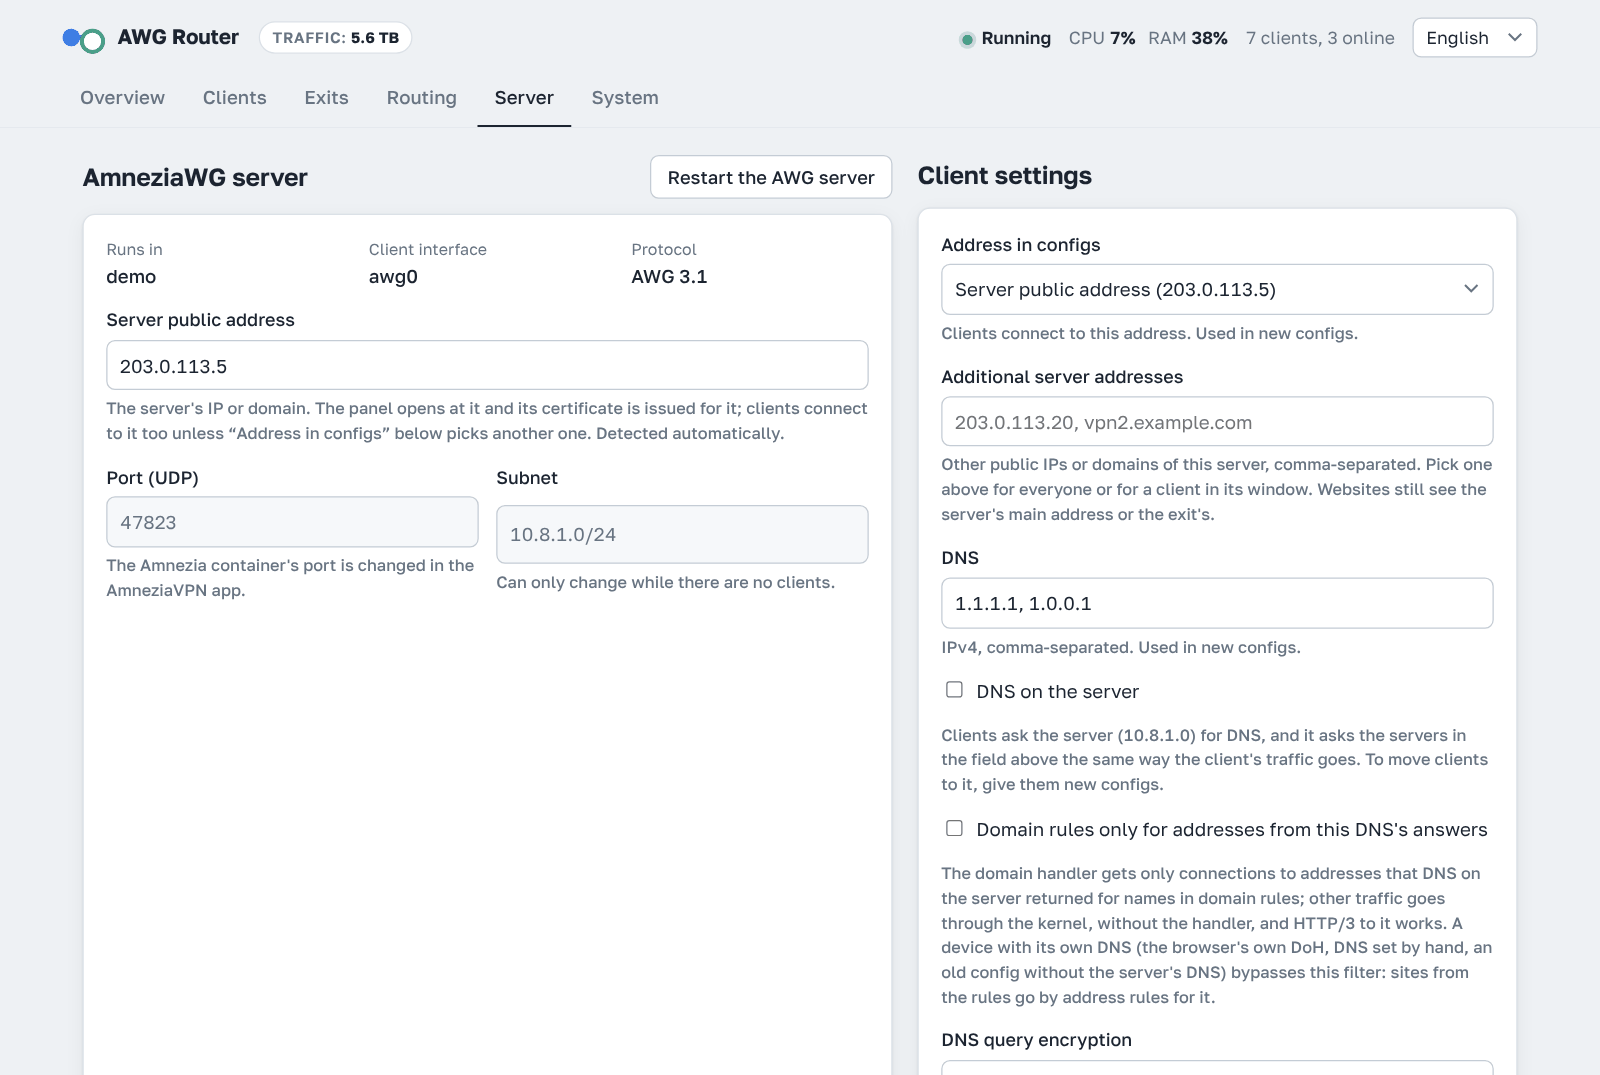 AWG Router
TRAFFIC: 5.6 TB
Running
CPU 7%
RAM 38%
7 clients, 3 online
English
Overview
Clients
Exits
Routing
Server
System
AmneziaWG server
Restart the AWG server
Runs in
demo
Client interface
awg0
Protocol
AWG 3.1
Server public address
203.0.113.5
The server's IP or domain. The panel opens at it and its certificate is issued for it; clients connect
to it too unless “Address in configs” below picks another one. Detected automatically.
Port (UDP)
47823
The Amnezia container's port is changed in the
AmneziaVPN app.
Subnet
10.8.1.0/24
Can only change while there are no clients.
Client settings
Address in configs
Server public address (203.0.113.5)
Clients connect to this address. Used in new configs.
Additional server addresses
203.0.113.20, vpn2.example.com
Other public IPs or domains of this server, comma-separated. Pick one
above for everyone or for a client in its window. Websites still see the
server's main address or the exit's.
DNS
1.1.1.1, 1.0.0.1
IPv4, comma-separated. Used in new configs.
DNS on the server
Clients ask the server (10.8.1.0) for DNS, and it asks the servers in
the field above the same way the client's traffic goes. To move clients
to it, give them new configs.
Domain rules only for addresses from this DNS's answers
The domain handler gets only connections to addresses that DNS on
the server returned for names in domain rules; other traffic goes
through the kernel, without the handler, and HTTP/3 to it works. A
device with its own DNS (the browser's own DoH, DNS set by hand, an
old config without the server's DNS) bypasses this filter: sites from
the rules go by address rules for it.
DNS query encryption